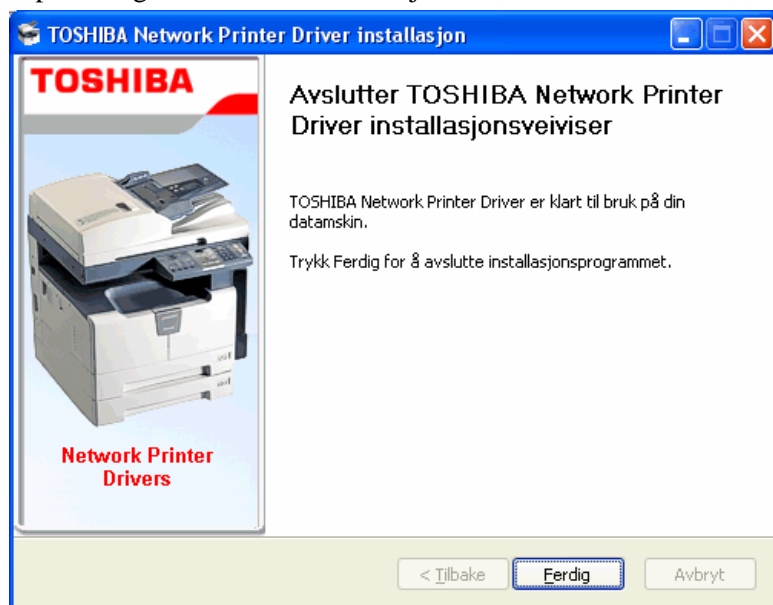 TOSHIBA Network Printer Driver installasjon
TOSHIBA
Avslutter TOSHIBA Network Printer
Driver installasjonsveiviser
TOSHIBA Network Printer Driver er klart til bruk på din
datamskin.
Trykk Ferdig for å avslutte installasjonsprogrammet.
Network Printer
Drivers
< Tilbake
Ferdig
Avbryt